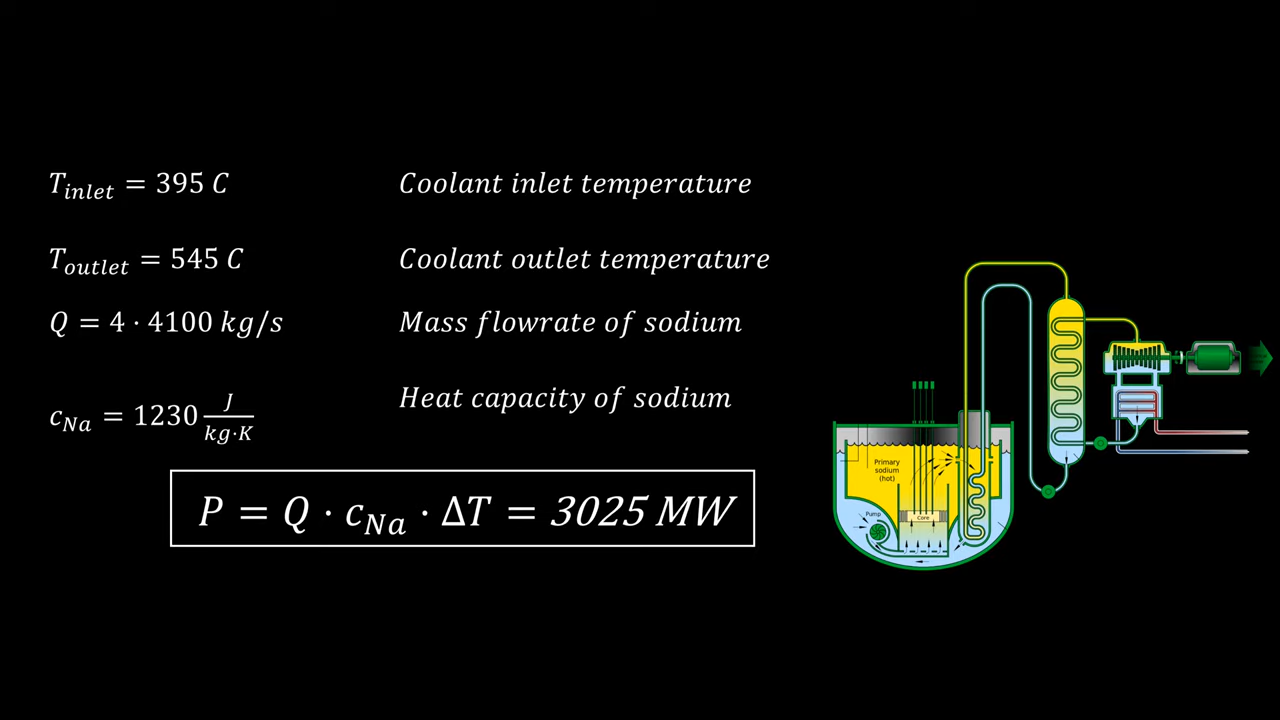 T_inlet = 395 C Coolant inlet temperature
T_outlet = 545 C Coolant outlet temperature
Q = 4 · 4100 kg/s Mass flowrate of sodium
c_Na = 1230 J/kg·K Heat capacity of sodium
P = Q · c_Na · ΔT = 3025 MW
Primary
sodium
(hot)
Pump
Core